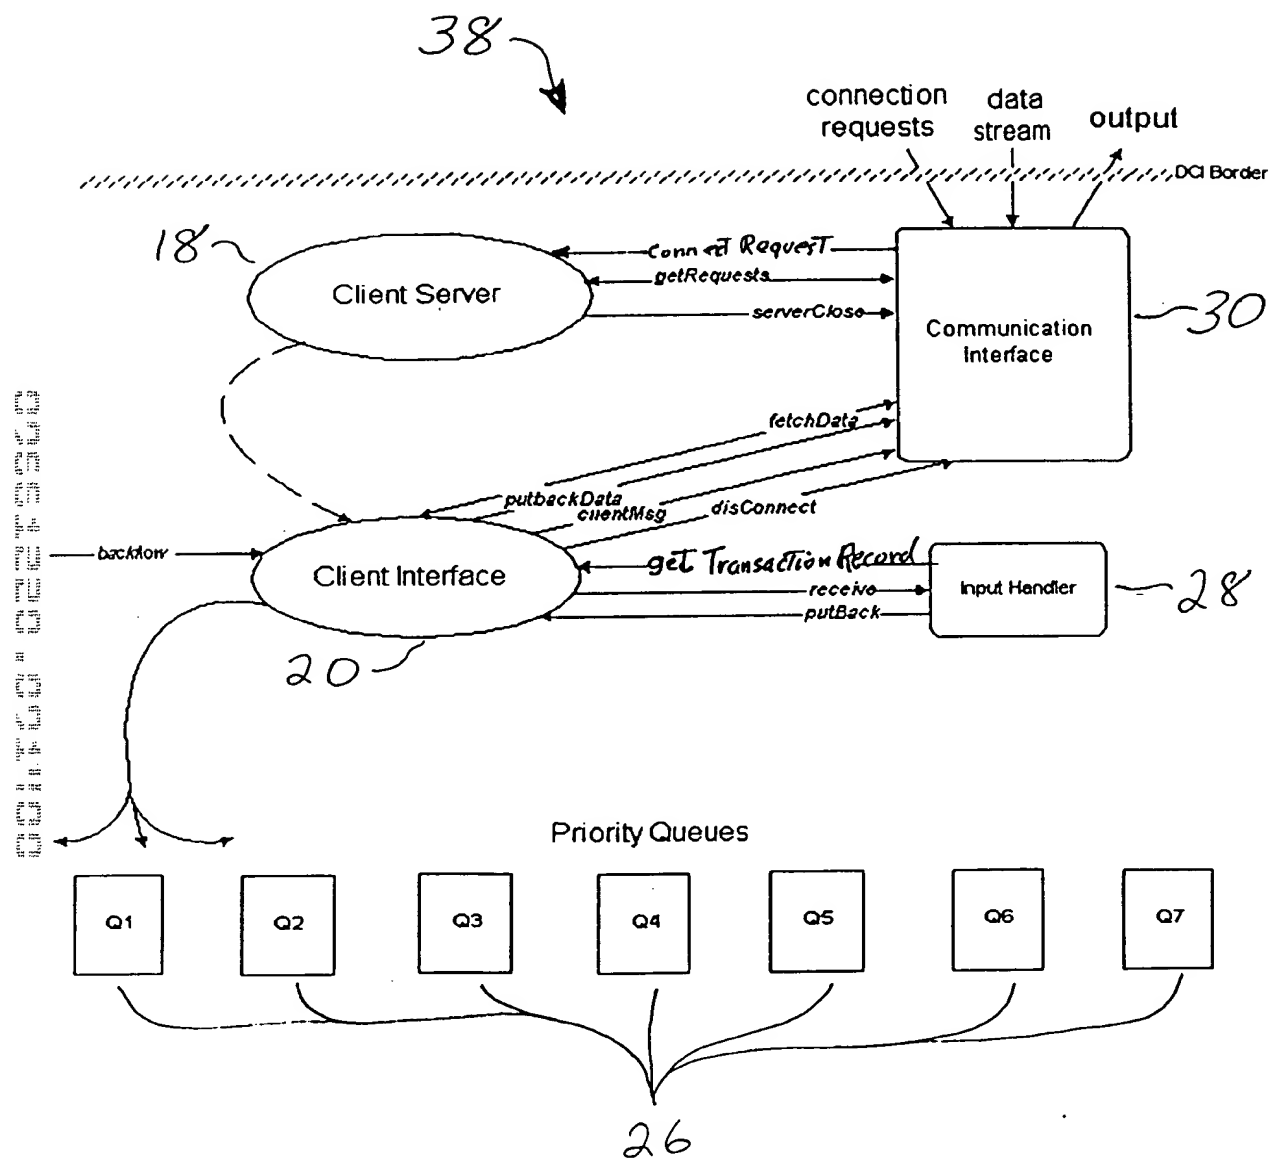 38
connection
requests
data
stream
output
DCI Border
18
Client Server
connect Request
getRequests
serverClose
Communication
Interface
30
fetchData
putbackData
clientMsg
disConnect
backflow
Client Interface
get Transaction Record
receive
putBack
Input Handler
28
20
Priority Queues
Q1
Q2
Q3
Q4
Q5
Q6
Q7
26